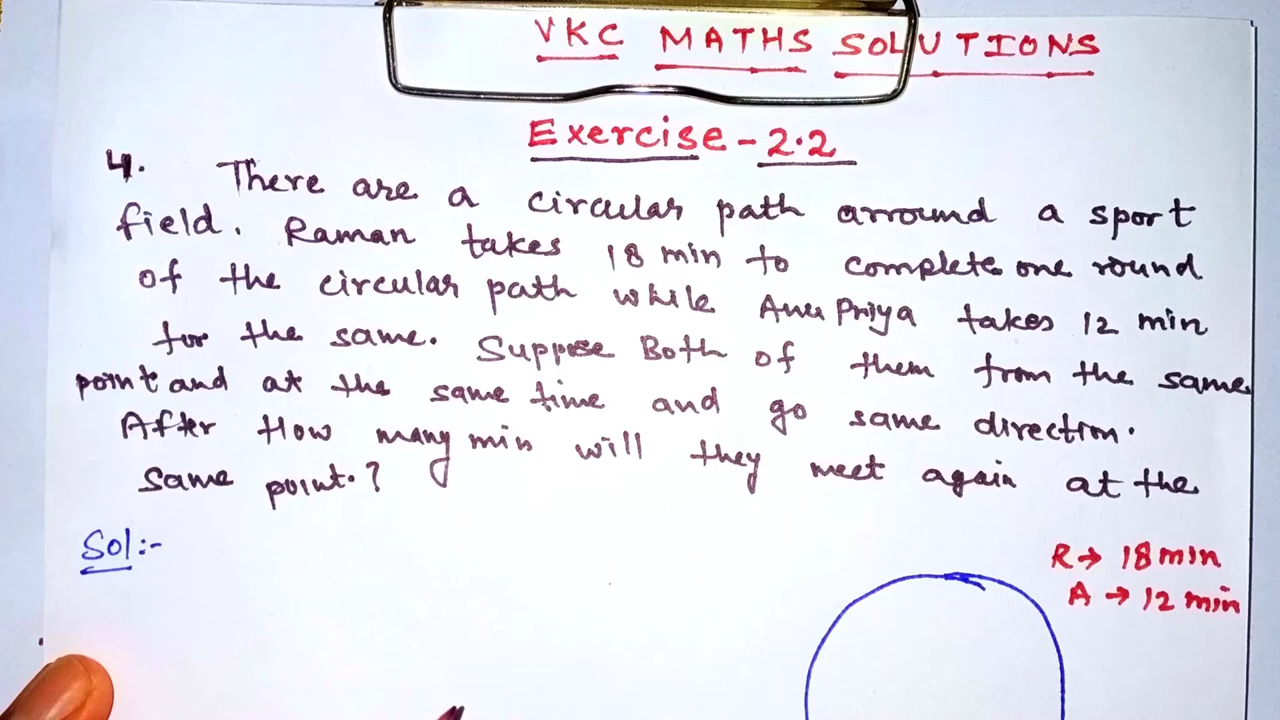 VKC MATHS SOLUTIONS
Exercise - 2.2
4. There are a circular path arround a sport
field. Raman takes 18 min to complete one round
of the circular path while Anu Priya takes 12 min
for the same. Suppose Both of them from the same
point and at the same time and go same direction.
After How many min will they meet again at the
same point.?
Sol:-
R → 18 min
A → 12 min